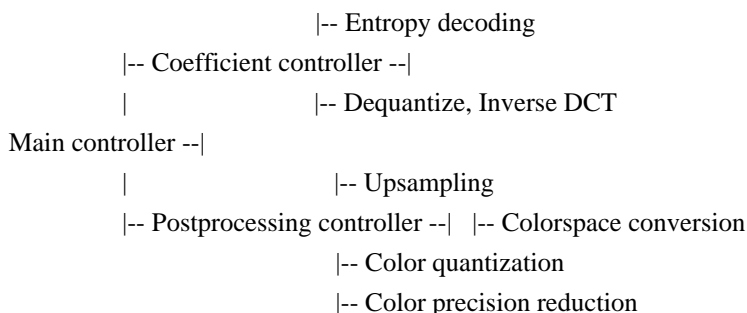 |-- Entropy decoding
|-- Coefficient controller --|
| |-- Dequantize, Inverse DCT
Main controller --|
| |-- Upsampling
|-- Postprocessing controller --| |-- Colorspace conversion
|-- Color quantization
|-- Color precision reduction